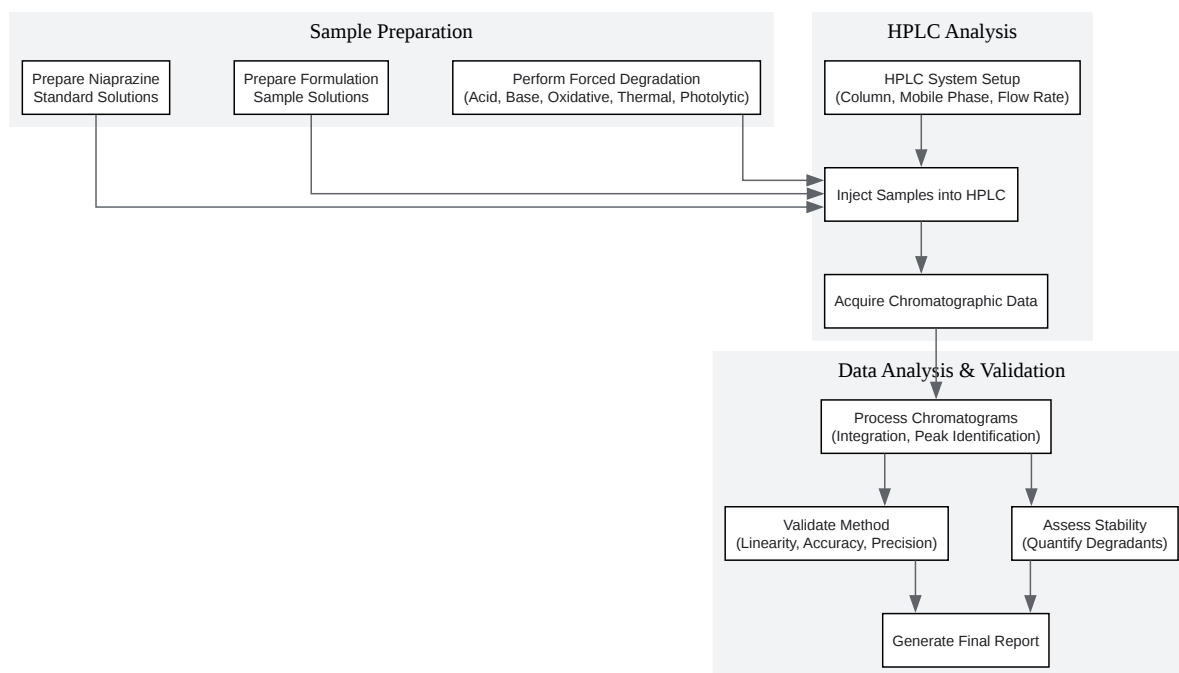 Sample Preparation
Prepare Niaprazine
Standard Solutions
Prepare Formulation
Sample Solutions
Perform Forced Degradation
(Acid, Base, Oxidative, Thermal, Photolytic)
HPLC Analysis
HPLC System Setup
(Column, Mobile Phase, Flow Rate)
Inject Samples into HPLC
Acquire Chromatographic Data
Data Analysis & Validation
Process Chromatograms
(Integration, Peak Identification)
Validate Method
(Linearity, Accuracy, Precision)
Assess Stability
(Quantify Degradants)
Generate Final Report